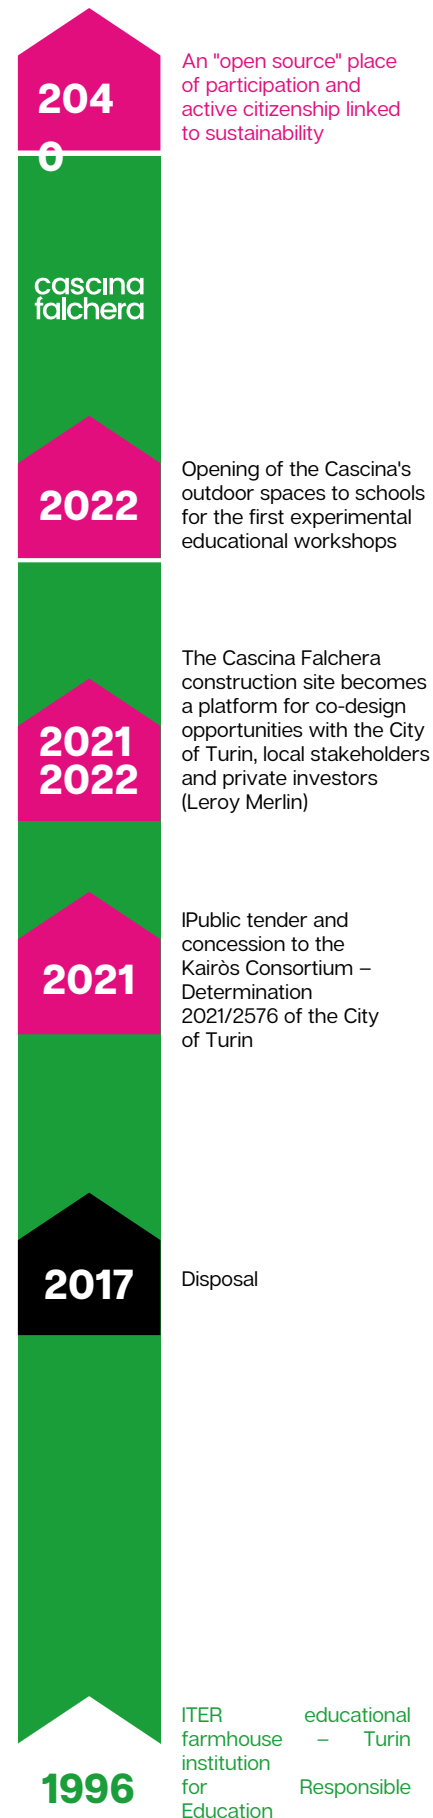 204
0
An "open source" place
of participation and
active citizenship linked
to sustainability
cascina
falchera
2022
Opening of the Cascina's
outdoor spaces to schools
for the first experimental
educational workshops
2021
2022
The Cascina Falchera
construction site becomes
a platform for co-design
opportunities with the City
of Turin, local stakeholders
and private investors
(Leroy Merlin)
2021
IPublic tender and
concession to the
Kairòs Consortium –
Determination
2021/2576 of the City
of Turin
2017
Disposal
1996
ITER educational
farmhouse – Turin
institution
for Responsible
Education